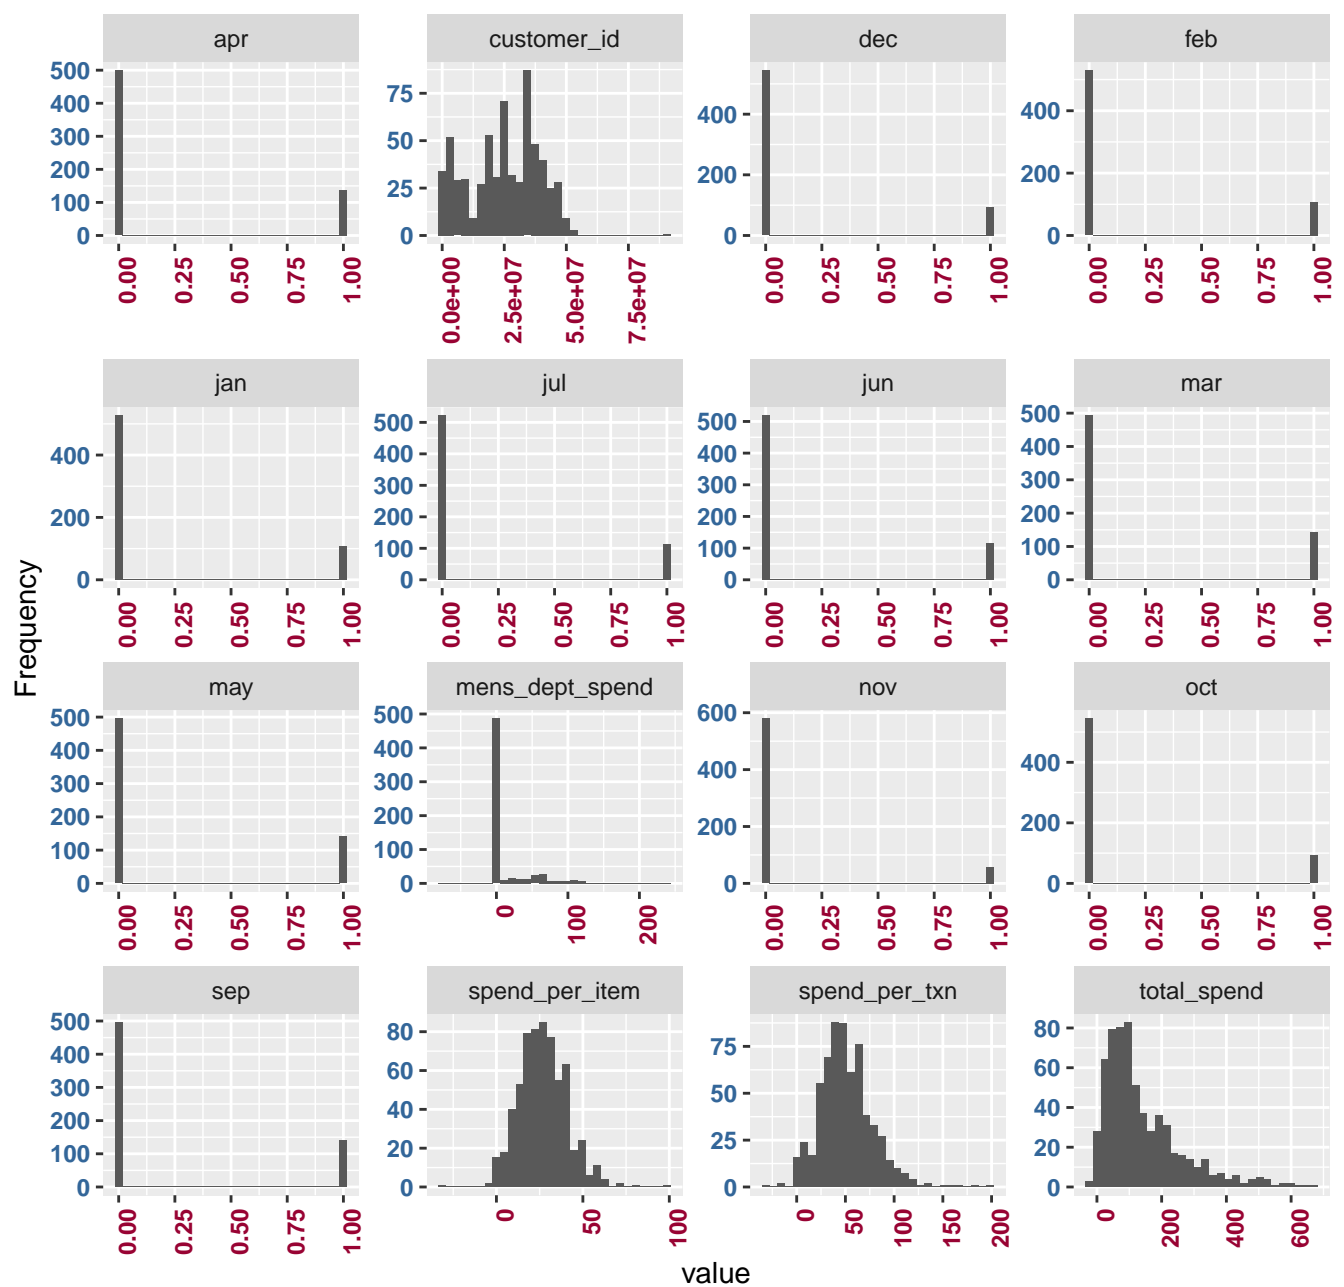 apr customer_id dec feb
500 400 300 200 100 0
75 50 25 0
400 200 0
400 200 0
0.00 0.25 0.50 0.75 1.00
0.0e+00 2.5e+07 5.0e+07 7.5e+07
0.00 0.25 0.50 0.75 1.00
0.00 0.25 0.50 0.75 1.00
jan jul jun mar
400 200 0
500 400 300 200 100 0
500 400 300 200 100 0
500 400 300 200 100 0
0.00 0.25 0.50 0.75 1.00
0.00 0.25 0.50 0.75 1.00
0.00 0.25 0.50 0.75 1.00
0.00 0.25 0.50 0.75 1.00
Frequency
may mens_dept_spend nov oct
500 400 300 200 100 0
500 400 300 200 100 0
600 400 200 0
400 200 0
0.00 0.25 0.50 0.75 1.00
0 100 200
0.00 0.25 0.50 0.75 1.00
0.00 0.25 0.50 0.75 1.00
sep spend_per_item spend_per_txn total_spend
500 400 300 200 100 0
80 60 40 20 0
75 50 25 0
80 60 40 20 0
0.00 0.25 0.50 0.75 1.00
0 50 100
0 50 100 150 200
0 200 400 600
value